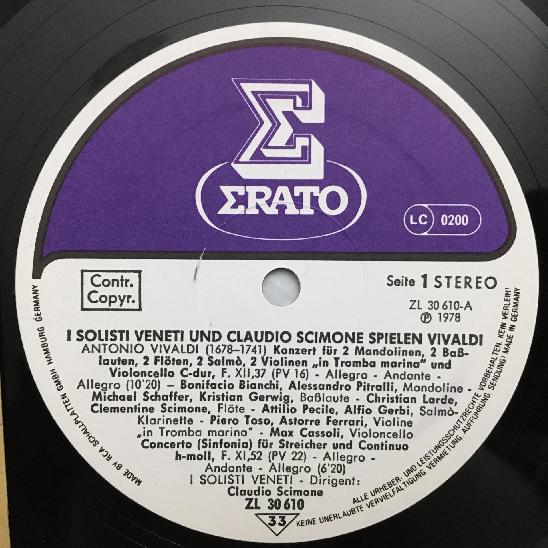 ΣRATO
LC 0200
Contr.
Copyr.
Seite 1 STEREO
ZL 30 610-A
Ⓟ 1978
I SOLISTI VENETI UND CLAUDIO SCIMONE SPIELEN VIVALDI
ANTONIO VIVALDI (1678–1741) Konzert für 2 Mandolinen, 2 Baß-
lauten, 2 Flöten, 2 Salmò, 2 Violinen „in Tromba marina" und
Violoncello C-dur, F. XII,37 (PV 16) - Allegro - Andante -
Allegro (10'20) - Bonifacio Bianchi, Alessandro Pitralli, Mandoline -
Michael Schaffer, Kristian Gerwig, Baßlaute - Christian Larde,
Clementine Scimone, Flöte - Attilio Pecile, Alfio Gerbi, Salmò-
Klarinette - Piero Toso, Astorre Ferrari, Violine
„in Tromba marina" - Max Cassoli, Violoncello
Concerto (Sinfonia) für Streicher und Continuo
h-moll, F. XI,52 (PV 22) - Allegro -
Andante - Allegro (6'20)
I SOLISTI VENETI - Dirigent:
Claudio Scimone
ZL 30 610
33
MADE BY RCA SCHALLPLATTEN GMBH HAMBURG GERMANY
ALLE URHEBER- UND LEISTUNGSSCHUTZRECHTE VORBEHALTEN. KEIN VERLEIH!
KEINE UNERLAUBTE VERVIELFÄLTIGUNG VERMIETUNG AUFFÜHRUNG SENDUNG! MADE IN GERMANY